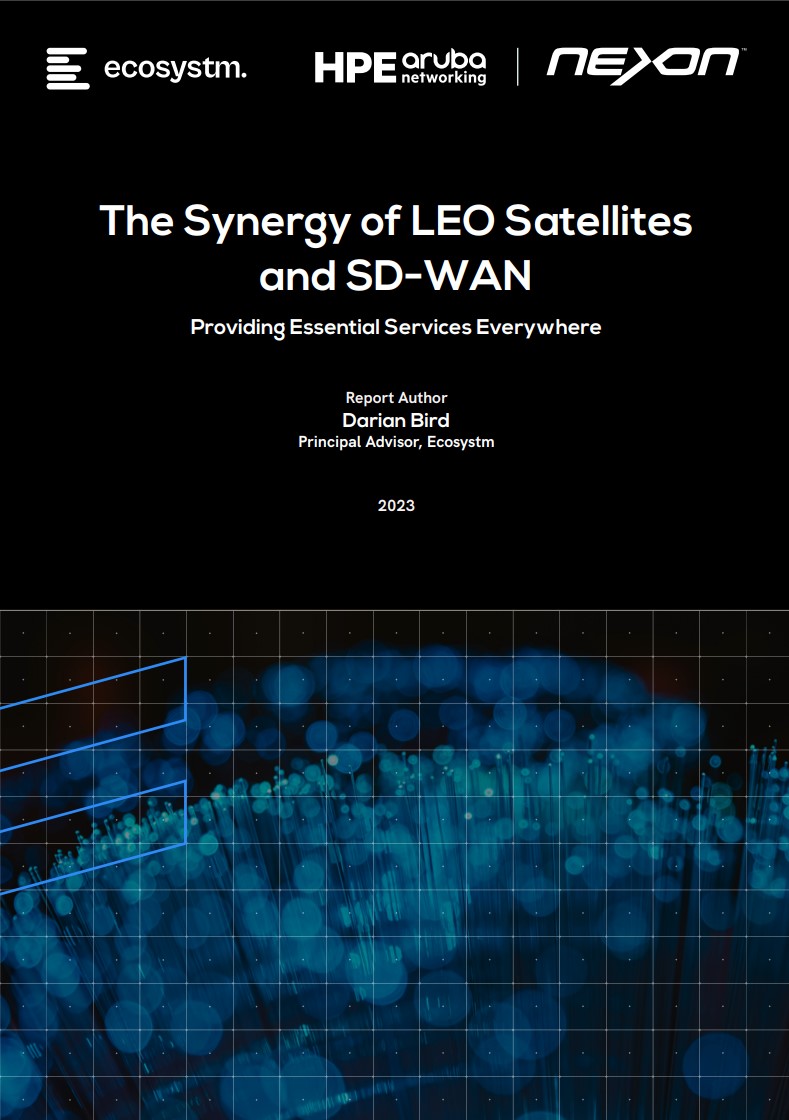 ecosystm.
HPE aruba networking
nexon™
The Synergy of LEO Satellites
and SD-WAN
Providing Essential Services Everywhere
Report Author
Darian Bird
Principal Advisor, Ecosystm
2023